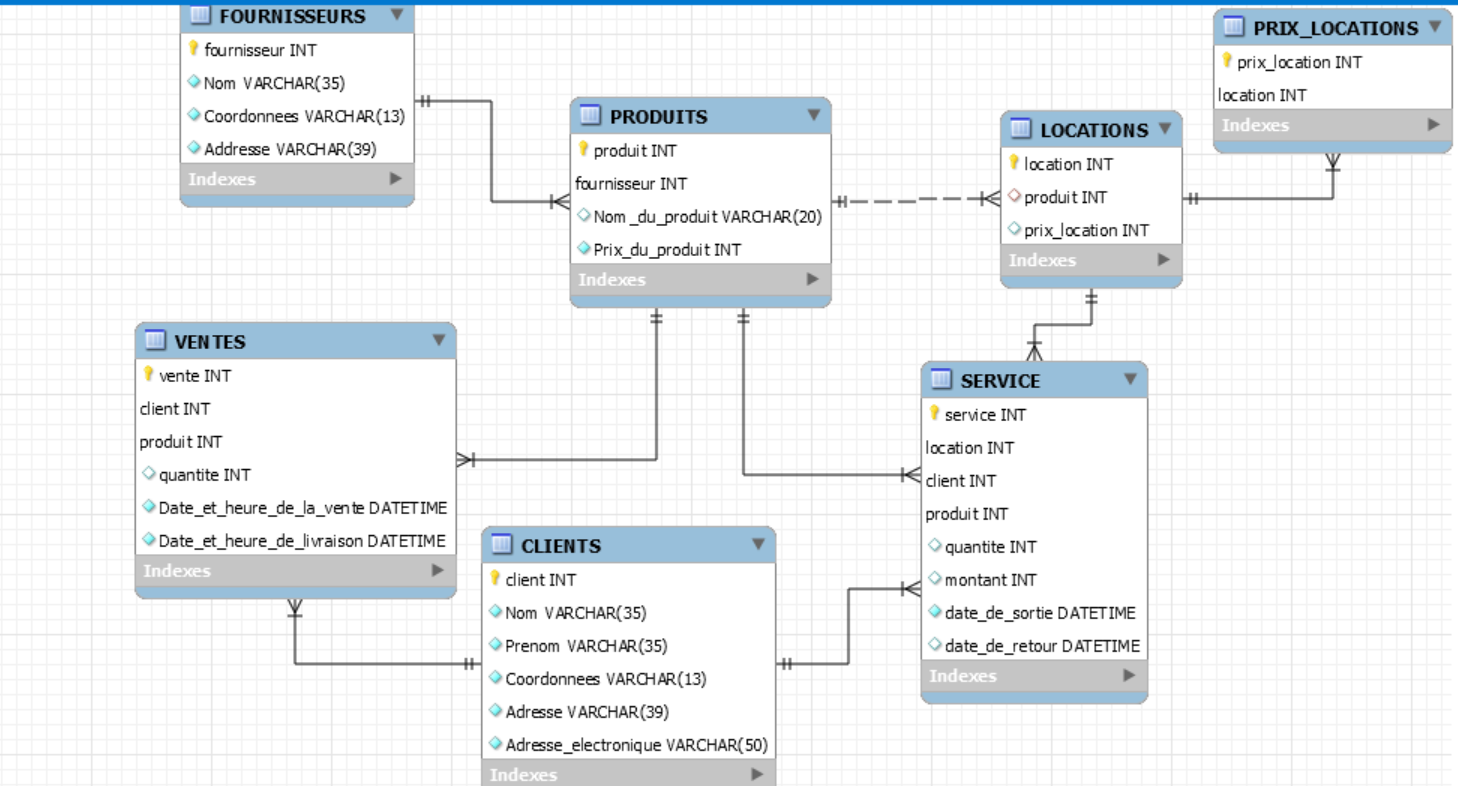 FOURNISSEURS
fournisseur INT
Nom VARCHAR(35)
Coordonnees VARCHAR(13)
Addresse VARCHAR(39)
Indexes
PRODUITS
produit INT
fournisseur INT
Nom _du_produit VARCHAR(20)
Prix_du_produit INT
Indexes
LOCATIONS
location INT
produit INT
prix_location INT
Indexes
PRIX_LOCATIONS
prix_location INT
location INT
Indexes
VENTES
vente INT
client INT
produit INT
quantite INT
Date_et_heure_de_la_vente DATETIME
Date_et_heure_de_livraison DATETIME
Indexes
CLIENTS
client INT
Nom VARCHAR(35)
Prenom VARCHAR(35)
Coordonnees VARCHAR(13)
Adresse VARCHAR(39)
Adresse_electronique VARCHAR(50)
Indexes
SERVICE
service INT
location INT
client INT
produit INT
quantite INT
montant INT
date_de_sortie DATETIME
date_de_retour DATETIME
Indexes